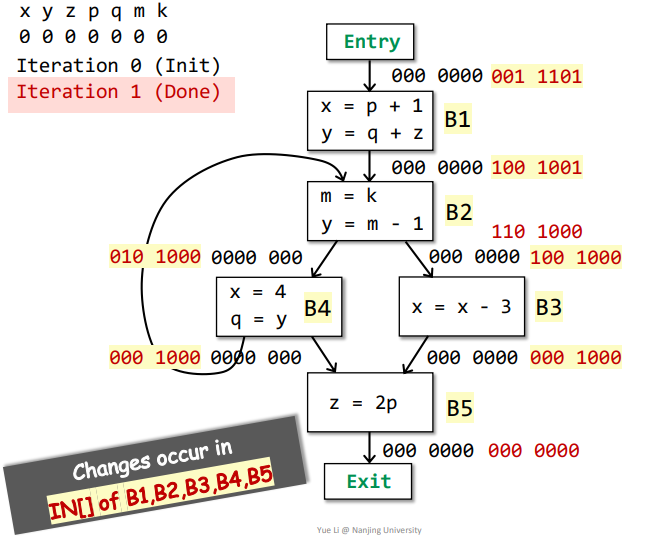 x y z p q m k
0 0 0 0 0 0 0
Iteration 0 (Init)
Iteration 1 (Done)
Entry
000 0000 001 1101
x = p + 1
y = q + z
B1
000 0000 100 1001
m = k
y = m - 1
B2
110 1000
010 1000 0000 000
000 0000 100 1000
x = 4
q = y
B4
x = x - 3
B3
000 1000 0000 000
000 0000 000 1000
z = 2p
B5
000 0000 000 0000
Exit
Changes occur in
IN[] of B1,B2,B3,B4,B5
Yue Li @ Nanjing University